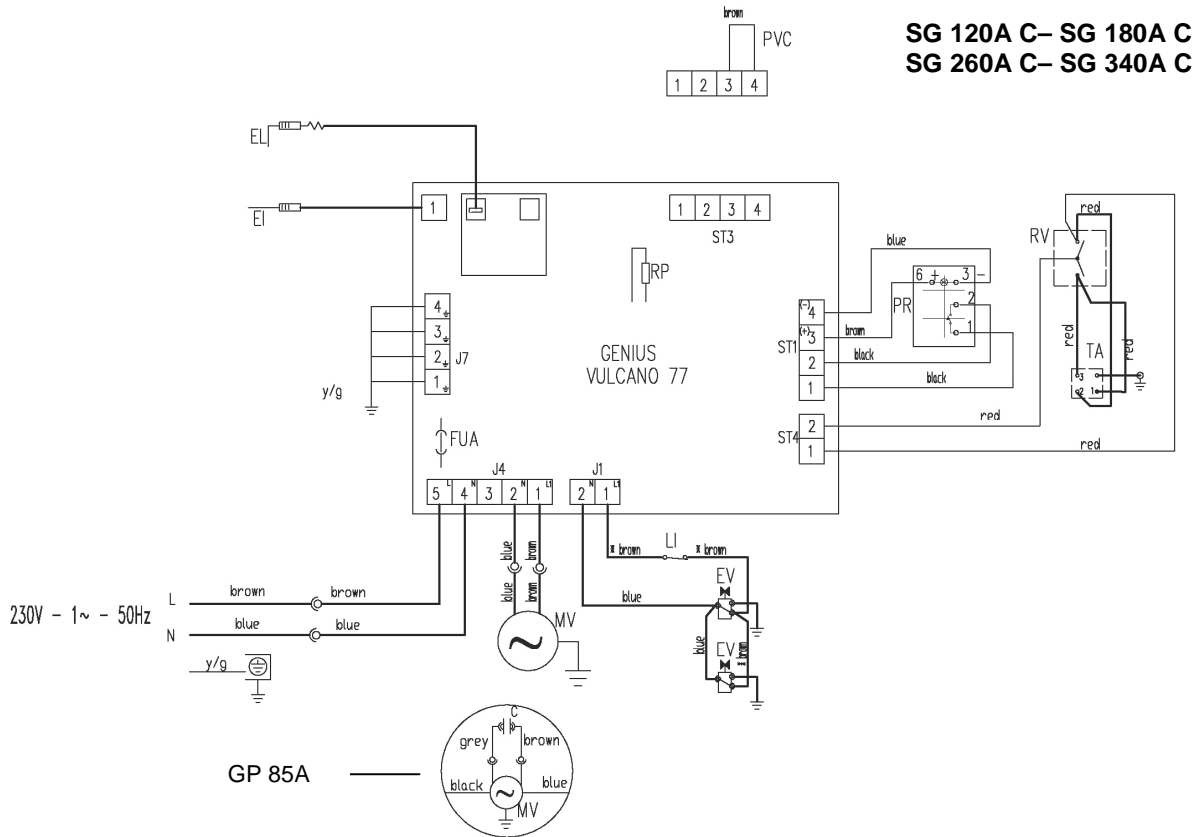 brown
PVC
1 2 3 4
SG 120A C– SG 180A C
SG 260A C– SG 340A C
EL
EI
1
1 2 3 4
ST3
RP
GENIUS
VULCANO 77
4
3
2
1
J7
y/g
FUA
J4
5 L 4 N 3 2 N 1 L1
J1
2 N 1 L1
(-) 4
(+) 3
2
1
ST1
2
1
ST4
blue
brown
black
black
6 + 3 -
2
1
PR
red
red
RV
red
red
red
TA
3
2 1
230V - 1~ - 50Hz
L
brown
brown
N
blue
blue
y/g
blue
brown
blue
brown
MV
* brown
LI
* brown
blue
EV
blue
** brown
EV
C
grey
brown
black
blue
MV
GP 85A